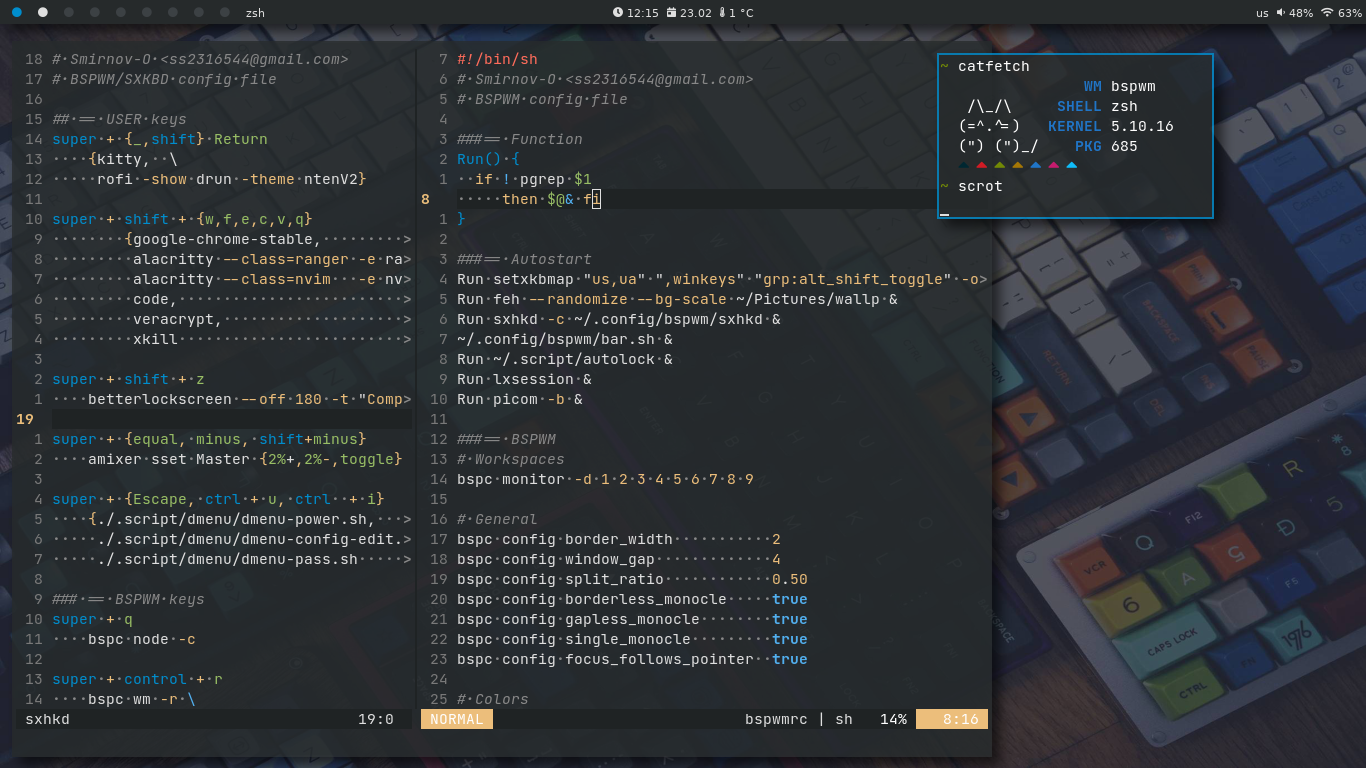 zsh
12:15 23.02 1 °C
us 48% 63%
18 # Smirnov-O <ss2316544@gmail.com>
17 # BSPWM/SXKBD config file
16
15 ## == USER keys
14 super + {_,shift} Return
13 {kitty, \
12 rofi -show drun -theme ntenV2}
11
10 super + shift + {w,f,e,c,v,q}
9 {google-chrome-stable, >
8 alacritty --class=ranger -e ra>
7 alacritty --class=nvim -e nv>
6 code, >
5 veracrypt, >
4 xkill >
3
2 super + shift + z
1 betterlockscreen --off 180 -t "Comp>
19
1 super + {equal, minus, shift+minus}
2 amixer sset Master {2%+,2%-,toggle}
3
4 super + {Escape, ctrl + u, ctrl + i}
5 {./.script/dmenu/dmenu-power.sh, >
6 ./.script/dmenu/dmenu-config-edit.>
7 ./.script/dmenu/dmenu-pass.sh >
8
9 ### == BSPWM keys
10 super + q
11 bspc node -c
12
13 super + control + r
14 bspc wm -r \
sxhkd 19:0
7 #!/bin/sh
6 # Smirnov-O <ss2316544@gmail.com>
5 # BSPWM config file
4
3 ### == Function
2 Run() {
1 if ! pgrep $1
8 then $@& fi
1 }
2
3 ### == Autostart
4 Run setxkbmap "us,ua" ",winkeys" "grp:alt_shift_toggle" -o>
5 Run feh --randomize --bg-scale ~/Pictures/wallp &
6 Run sxhkd -c ~/.config/bspwm/sxhkd &
7 ~/.config/bspwm/bar.sh &
8 Run ~/.script/autolock &
9 Run lxsession &
10 Run picom -b &
11
12 ### == BSPWM
13 # Workspaces
14 bspc monitor -d 1 2 3 4 5 6 7 8 9
15
16 # General
17 bspc config border_width 2
18 bspc config window_gap 4
19 bspc config split_ratio 0.50
20 bspc config borderless_monocle true
21 bspc config gapless_monocle true
22 bspc config single_monocle true
23 bspc config focus_follows_pointer true
24
25 # Colors
NORMAL bspwmrc | sh 14% 8:16
~ catfetch
WM bspwm
/\_/\ SHELL zsh
(=^.^=) KERNEL 5.10.16
(") (")_/ PKG 685
~ scrot
BACKSPACE
RETURN
PAUSE
DEL
VCR
Q
F12
R
6
A
5
F5
CAPS LOCK
FN
CTRL